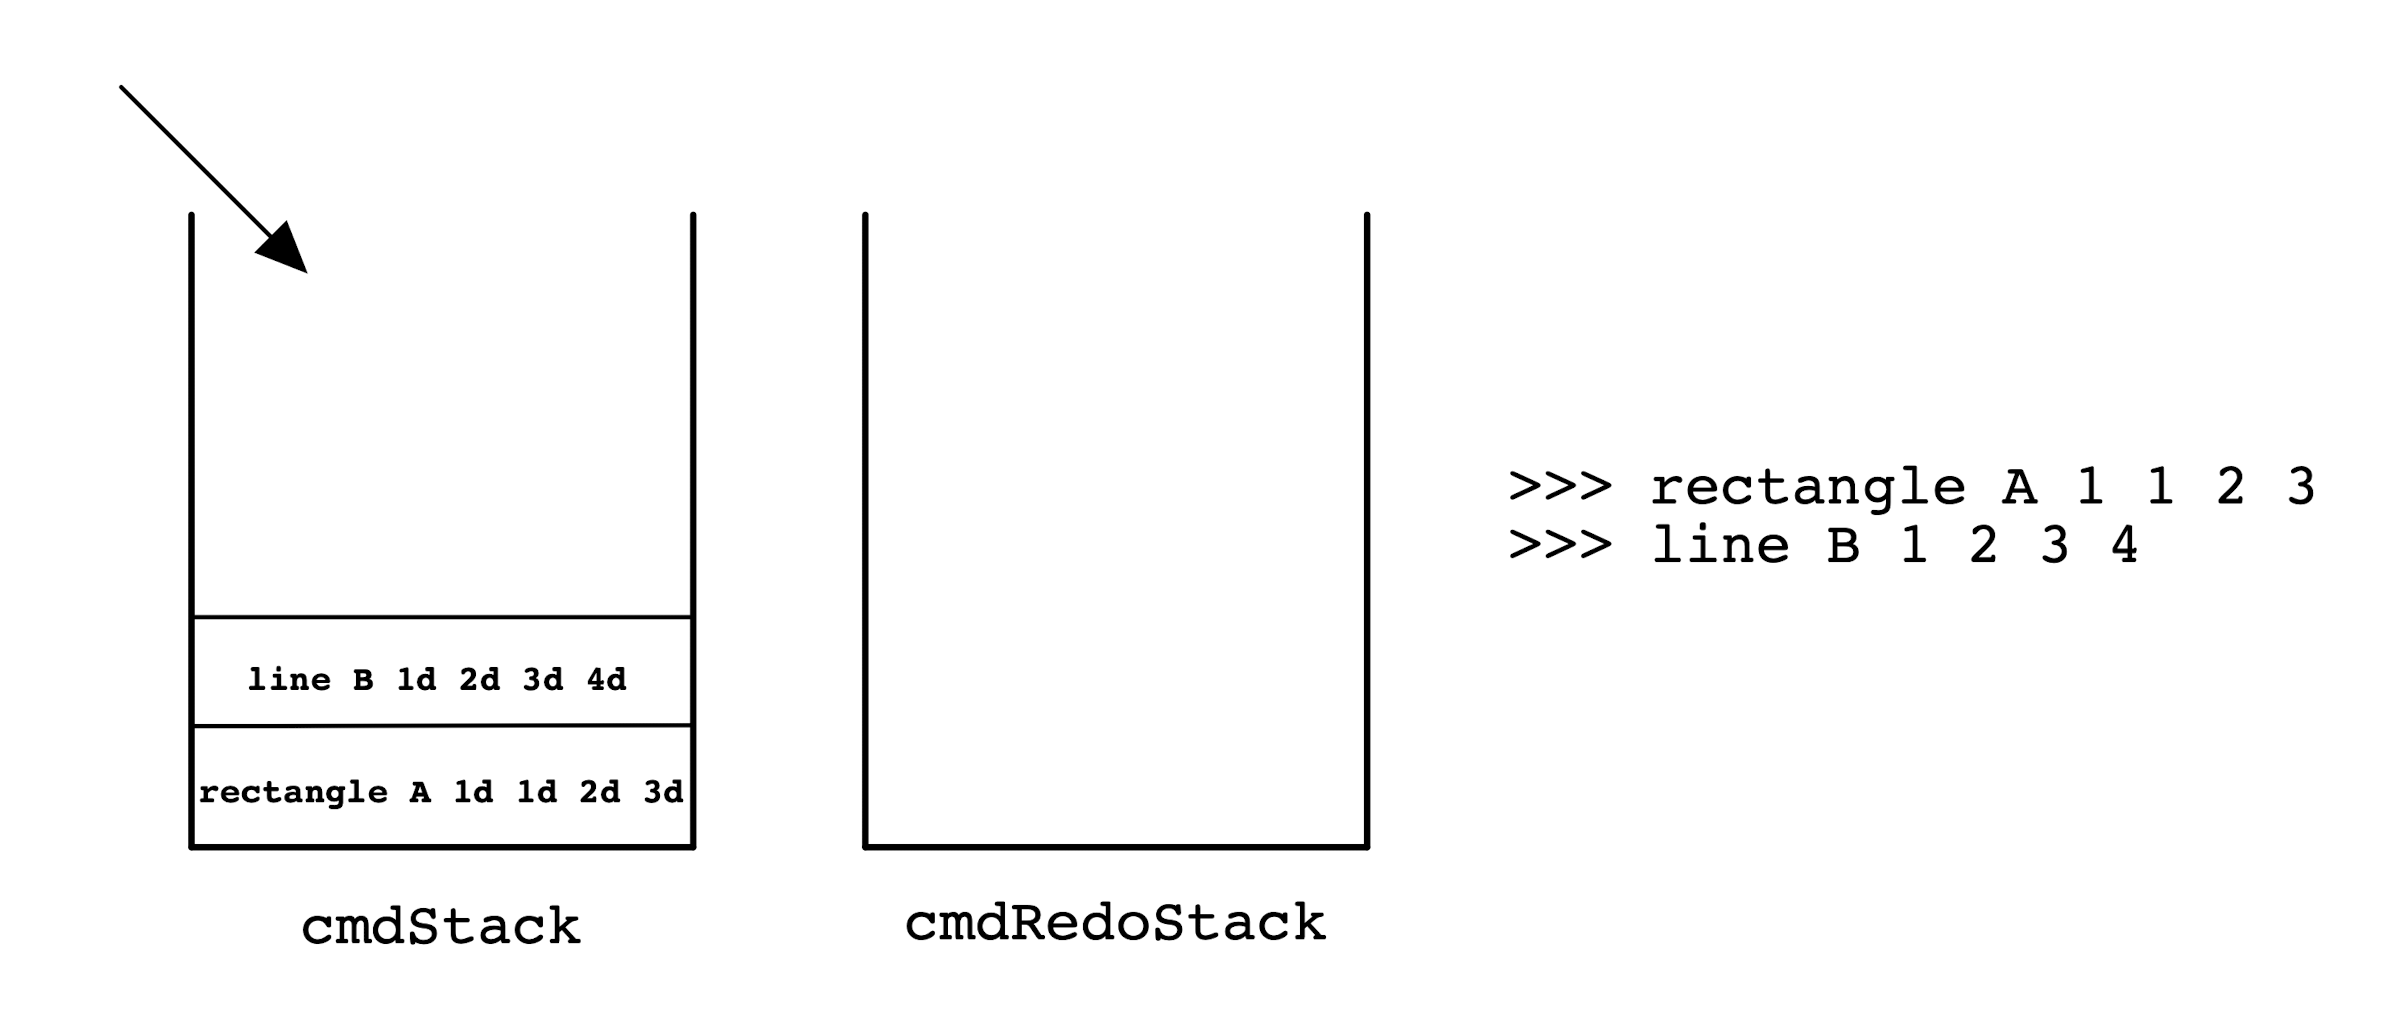 >>> rectangle A 1 1 2 3
>>> line B 1 2 3 4
line B 1d 2d 3d 4d
rectangle A 1d 1d 2d 3d
cmdStack
cmdRedoStack